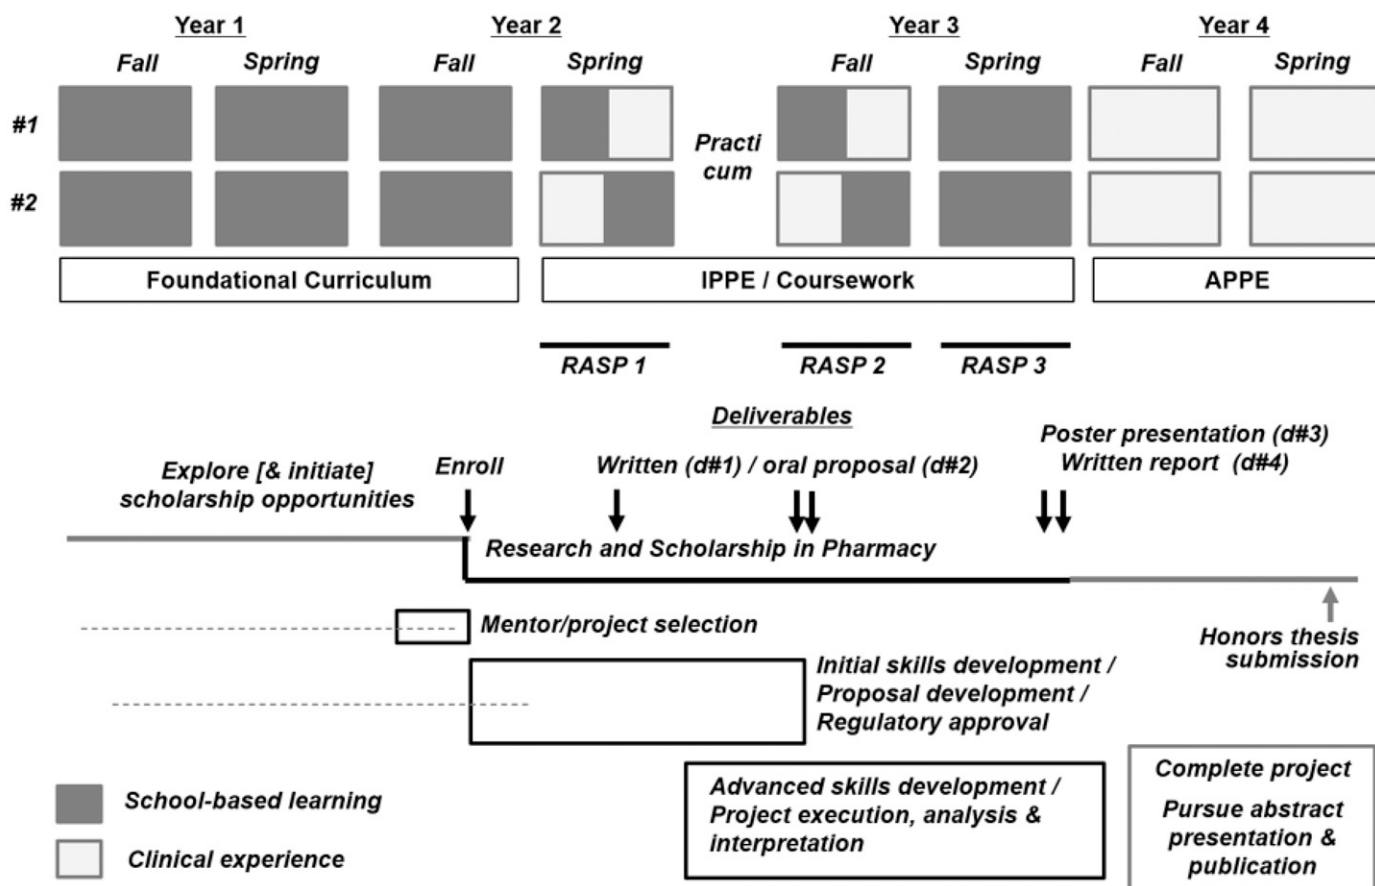 Year 1 Year 2 Year 3 Year 4
Fall Spring Fall Spring Fall Spring Fall Spring
#1
Practi
cum
#2
Foundational Curriculum IPPE / Coursework APPE
RASP 1 RASP 2 RASP 3
Deliverables
Explore [& initiate]
scholarship opportunities
Enroll
Written (d#1) / oral proposal (d#2)
Poster presentation (d#3)
Written report (d#4)
Research and Scholarship in Pharmacy
Mentor/project selection
Honors thesis
submission
Initial skills development /
Proposal development /
Regulatory approval
Advanced skills development /
Project execution, analysis &
interpretation
Complete project
Pursue abstract
presentation &
publication
School-based learning
Clinical experience